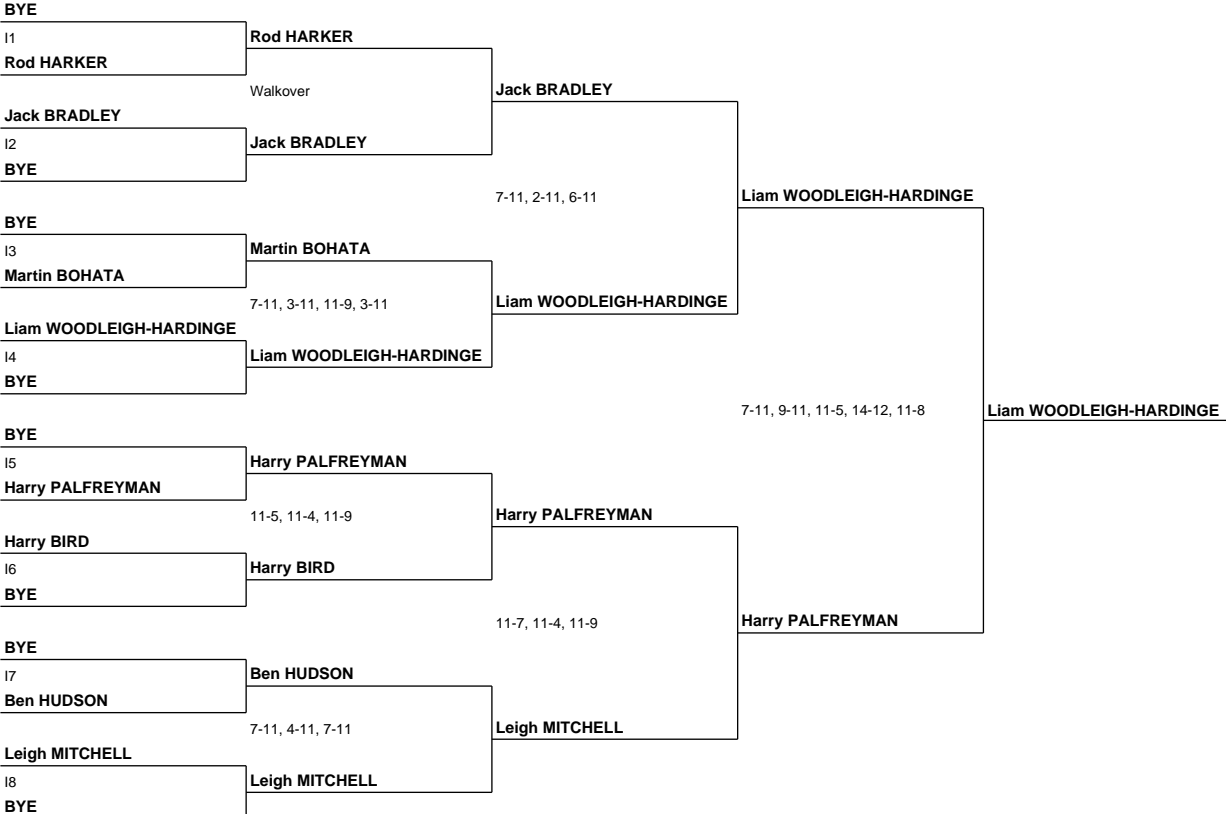 BYE
I1
Rod HARKER
Rod HARKER
Walkover
Jack BRADLEY
Jack BRADLEY
I2
Jack BRADLEY
BYE
7-11, 2-11, 6-11
Liam WOODLEIGH-HARDINGE
BYE
I3
Martin BOHATA
Martin BOHATA
7-11, 3-11, 11-9, 3-11
Liam WOODLEIGH-HARDINGE
Liam WOODLEIGH-HARDINGE
I4
Liam WOODLEIGH-HARDINGE
BYE
7-11, 9-11, 11-5, 14-12, 11-8
Liam WOODLEIGH-HARDINGE
BYE
I5
Harry PALFREYMAN
Harry PALFREYMAN
11-5, 11-4, 11-9
Harry PALFREYMAN
Harry BIRD
I6
Harry BIRD
BYE
11-7, 11-4, 11-9
Harry PALFREYMAN
BYE
I7
Ben HUDSON
Ben HUDSON
7-11, 4-11, 7-11
Leigh MITCHELL
Leigh MITCHELL
I8
Leigh MITCHELL
BYE